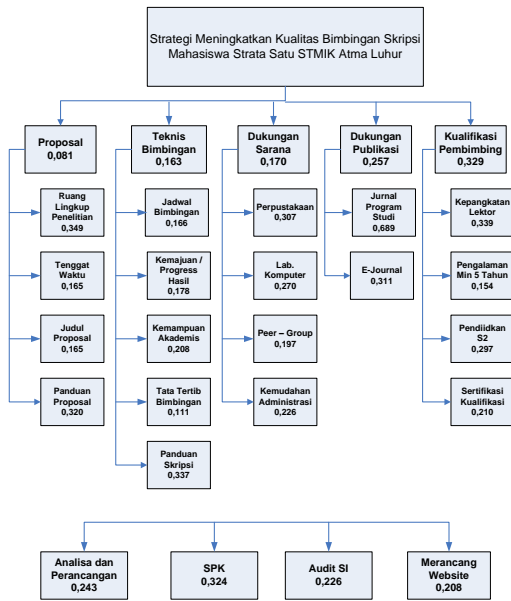 Strategi Meningkatkan Kualitas Bimbingan Skripsi
Mahasiswa Strata Satu STMIK Atma Luhur
Proposal
0,081
Teknis
Bimbingan
0,163
Dukungan
Sarana
0,170
Dukungan
Publikasi
0,257
Kualifikasi
Pembimbing
0,329
Ruang
Lingkup
Penelitian
0,349
Tenggat
Waktu
0,165
Judul
Proposal
0,165
Panduan
Proposal
0,320
Jadwal
Bimbingan
0,166
Kemajuan /
Progress
Hasil
0,178
Kemampuan
Akademis
0,208
Tata Tertib
Bimbingan
0,111
Panduan
Skripsi
0,337
Perpustakaan
0,307
Lab.
Komputer
0,270
Peer – Group
0,197
Kemudahan
Administrasi
0,226
Jurnal
Program
Studi
0,689
E-Journal
0,311
Kepangkatan
Lektor
0,339
Pengalaman
Min 5 Tahun
0,154
Pendiidkan
S2
0,297
Sertifikasi
Kualifikasi
0,210
Analisa dan
Perancangan
0,243
SPK
0,324
Audit SI
0,226
Merancang
Website
0,208